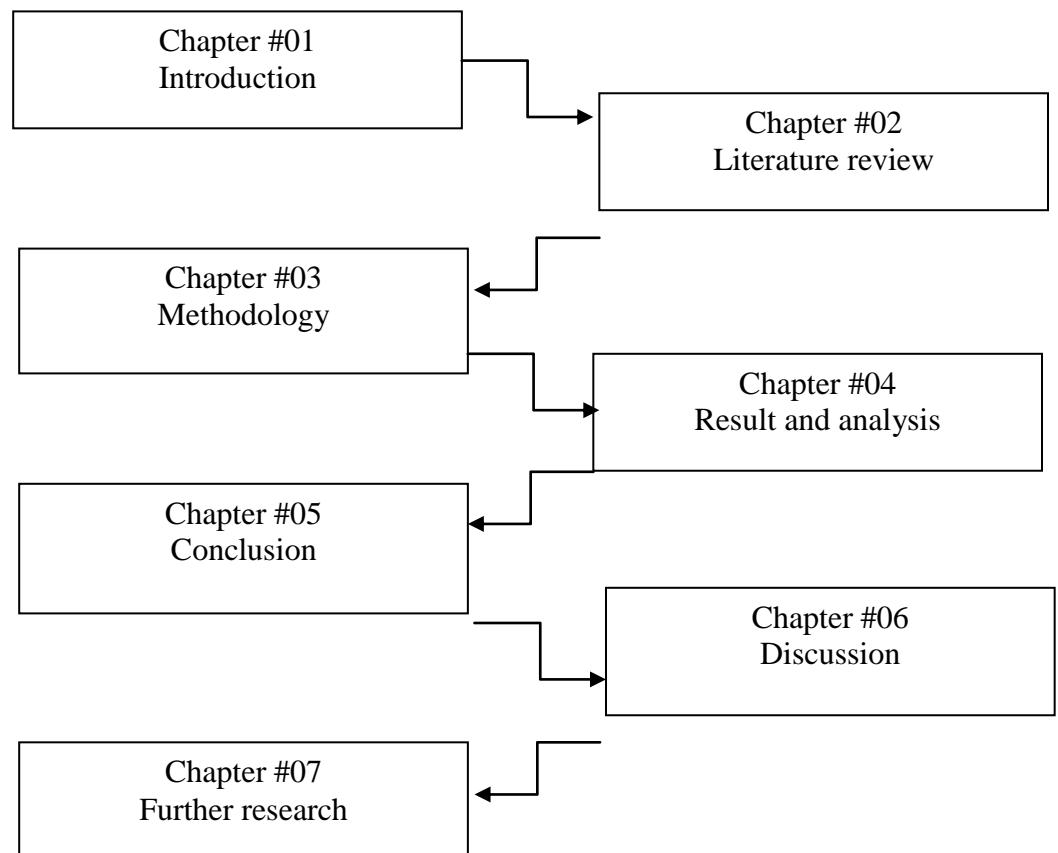 Chapter #01
Introduction
Chapter #02
Literature review
Chapter #03
Methodology
Chapter #04
Result and analysis
Chapter #05
Conclusion
Chapter #06
Discussion
Chapter #07
Further research